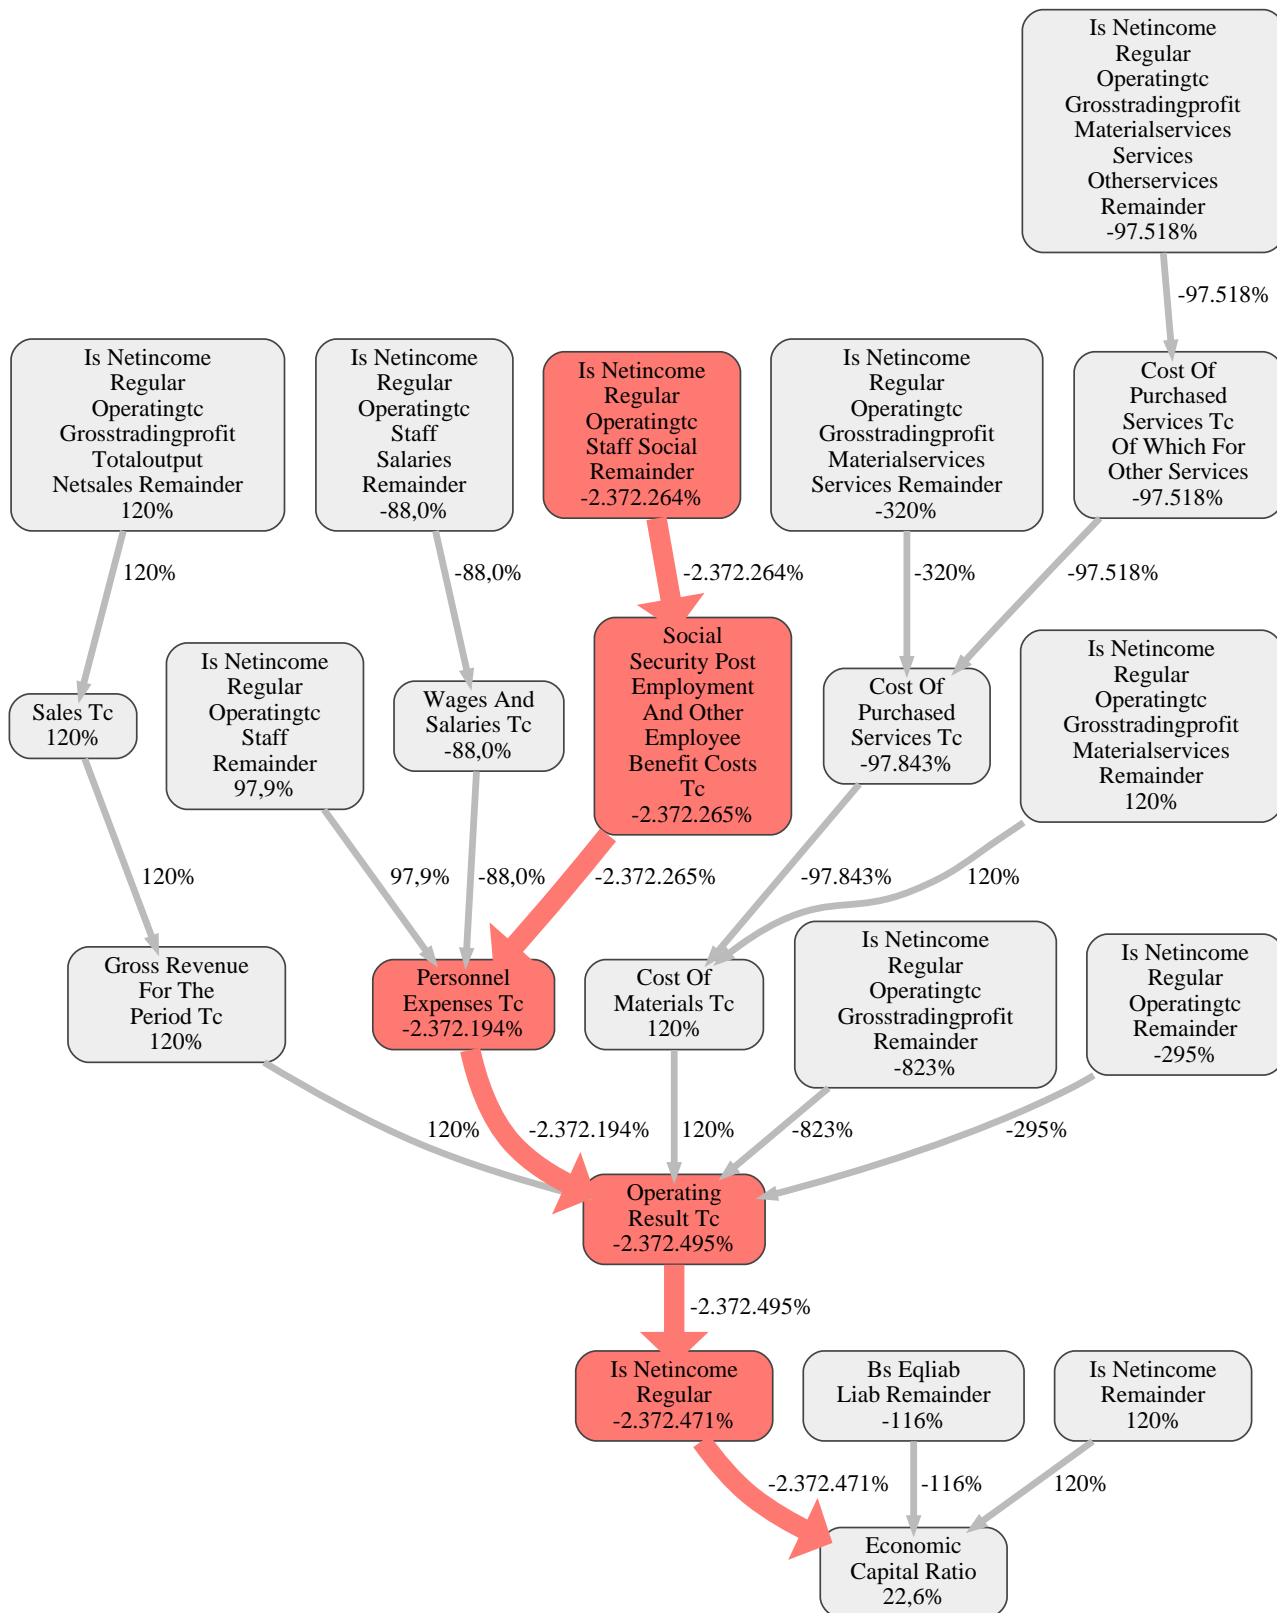 Is Netincome
Regular
Operatingtc
Grosstradingprofit
Materialservices
Services
Otherservices
Remainder
-97.518%
-97.518%
Is Netincome
Regular
Operatingtc
Grosstradingprofit
Totaloutput
Netsales Remainder
120%
Is Netincome
Regular
Operatingtc
Staff
Salaries
Remainder
-88,0%
Is Netincome
Regular
Operatingtc
Staff Social
Remainder
-2.372.264%
Is Netincome
Regular
Operatingtc
Grosstradingprofit
Materialservices
Services Remainder
-320%
Cost Of
Purchased
Services Tc
Of Which For
Other Services
-97.518%
120%
-88,0%
-2.372.264%
-320%
-97.518%
Sales Tc
120%
Is Netincome
Regular
Operatingtc
Staff
Remainder
97,9%
Wages And
Salaries Tc
-88,0%
Social
Security Post
Employment
And Other
Employee
Benefit Costs
Tc
-2.372.265%
Cost Of
Purchased
Services Tc
-97.843%
Is Netincome
Regular
Operatingtc
Grosstradingprofit
Materialservices
Remainder
120%
120%
97,9%
-88,0%
-2.372.265%
-97.843%
120%
Gross Revenue
For The
Period Tc
120%
Personnel
Expenses Tc
-2.372.194%
Cost Of
Materials Tc
120%
Is Netincome
Regular
Operatingtc
Grosstradingprofit
Remainder
-823%
Is Netincome
Regular
Operatingtc
Remainder
-295%
120%
-2.372.194%
120%
-823%
-295%
Operating
Result Tc
-2.372.495%
-2.372.495%
Is Netincome
Regular
-2.372.471%
Bs Eqliab
Liab Remainder
-116%
Is Netincome
Remainder
120%
-2.372.471%
-116%
120%
Economic
Capital Ratio
22,6%